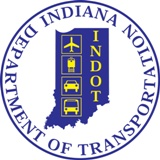 INDIANA
DEPARTMENT OF TRANSPORTATION
INDOT